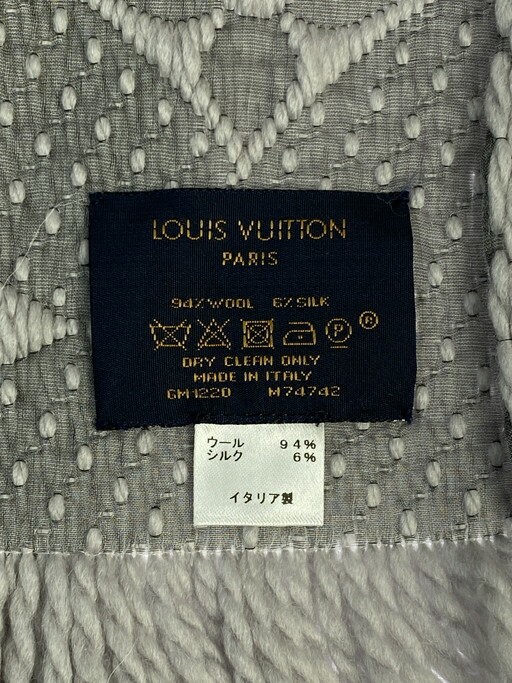 LOUIS VUITTON
PARIS
94% WOOL 6% SILK
P ®
DRY CLEAN ONLY
MADE IN ITALY
GM1220 M74742
ウール 94%
シルク 6%
イタリア製